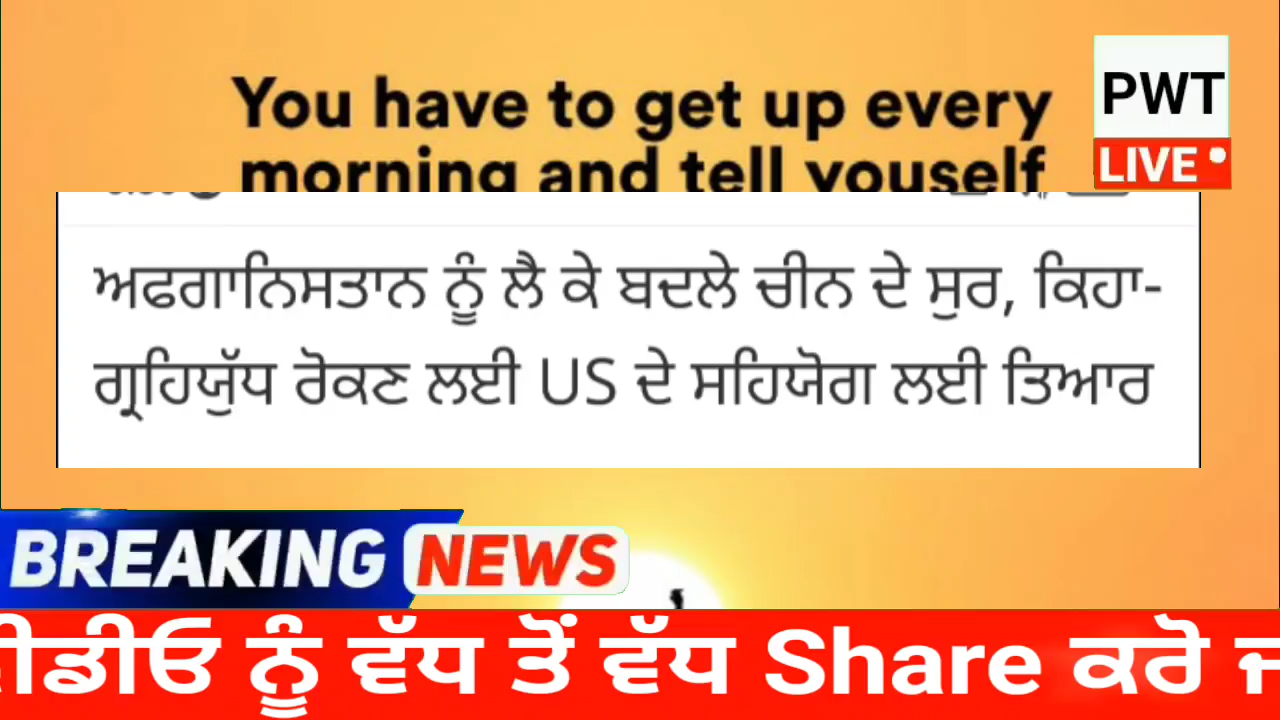 You have to get up every
morning and tell youself
PWT
LIVE
ਅਫਗਾਨਿਸਤਾਨ ਨੂੰ ਲੈ ਕੇ ਬਦਲੇ ਚੀਨ ਦੇ ਸੁਰ, ਕਿਹਾ-
ਗ੍ਰਹਿਯੁੱਧ ਰੋਕਣ ਲਈ US ਦੇ ਸਹਿਯੋਗ ਲਈ ਤਿਆਰ
BREAKING NEWS
ਨੂੰ ਵੱਧ ਤੋਂ ਵੱਧ Share ਕਰੋ